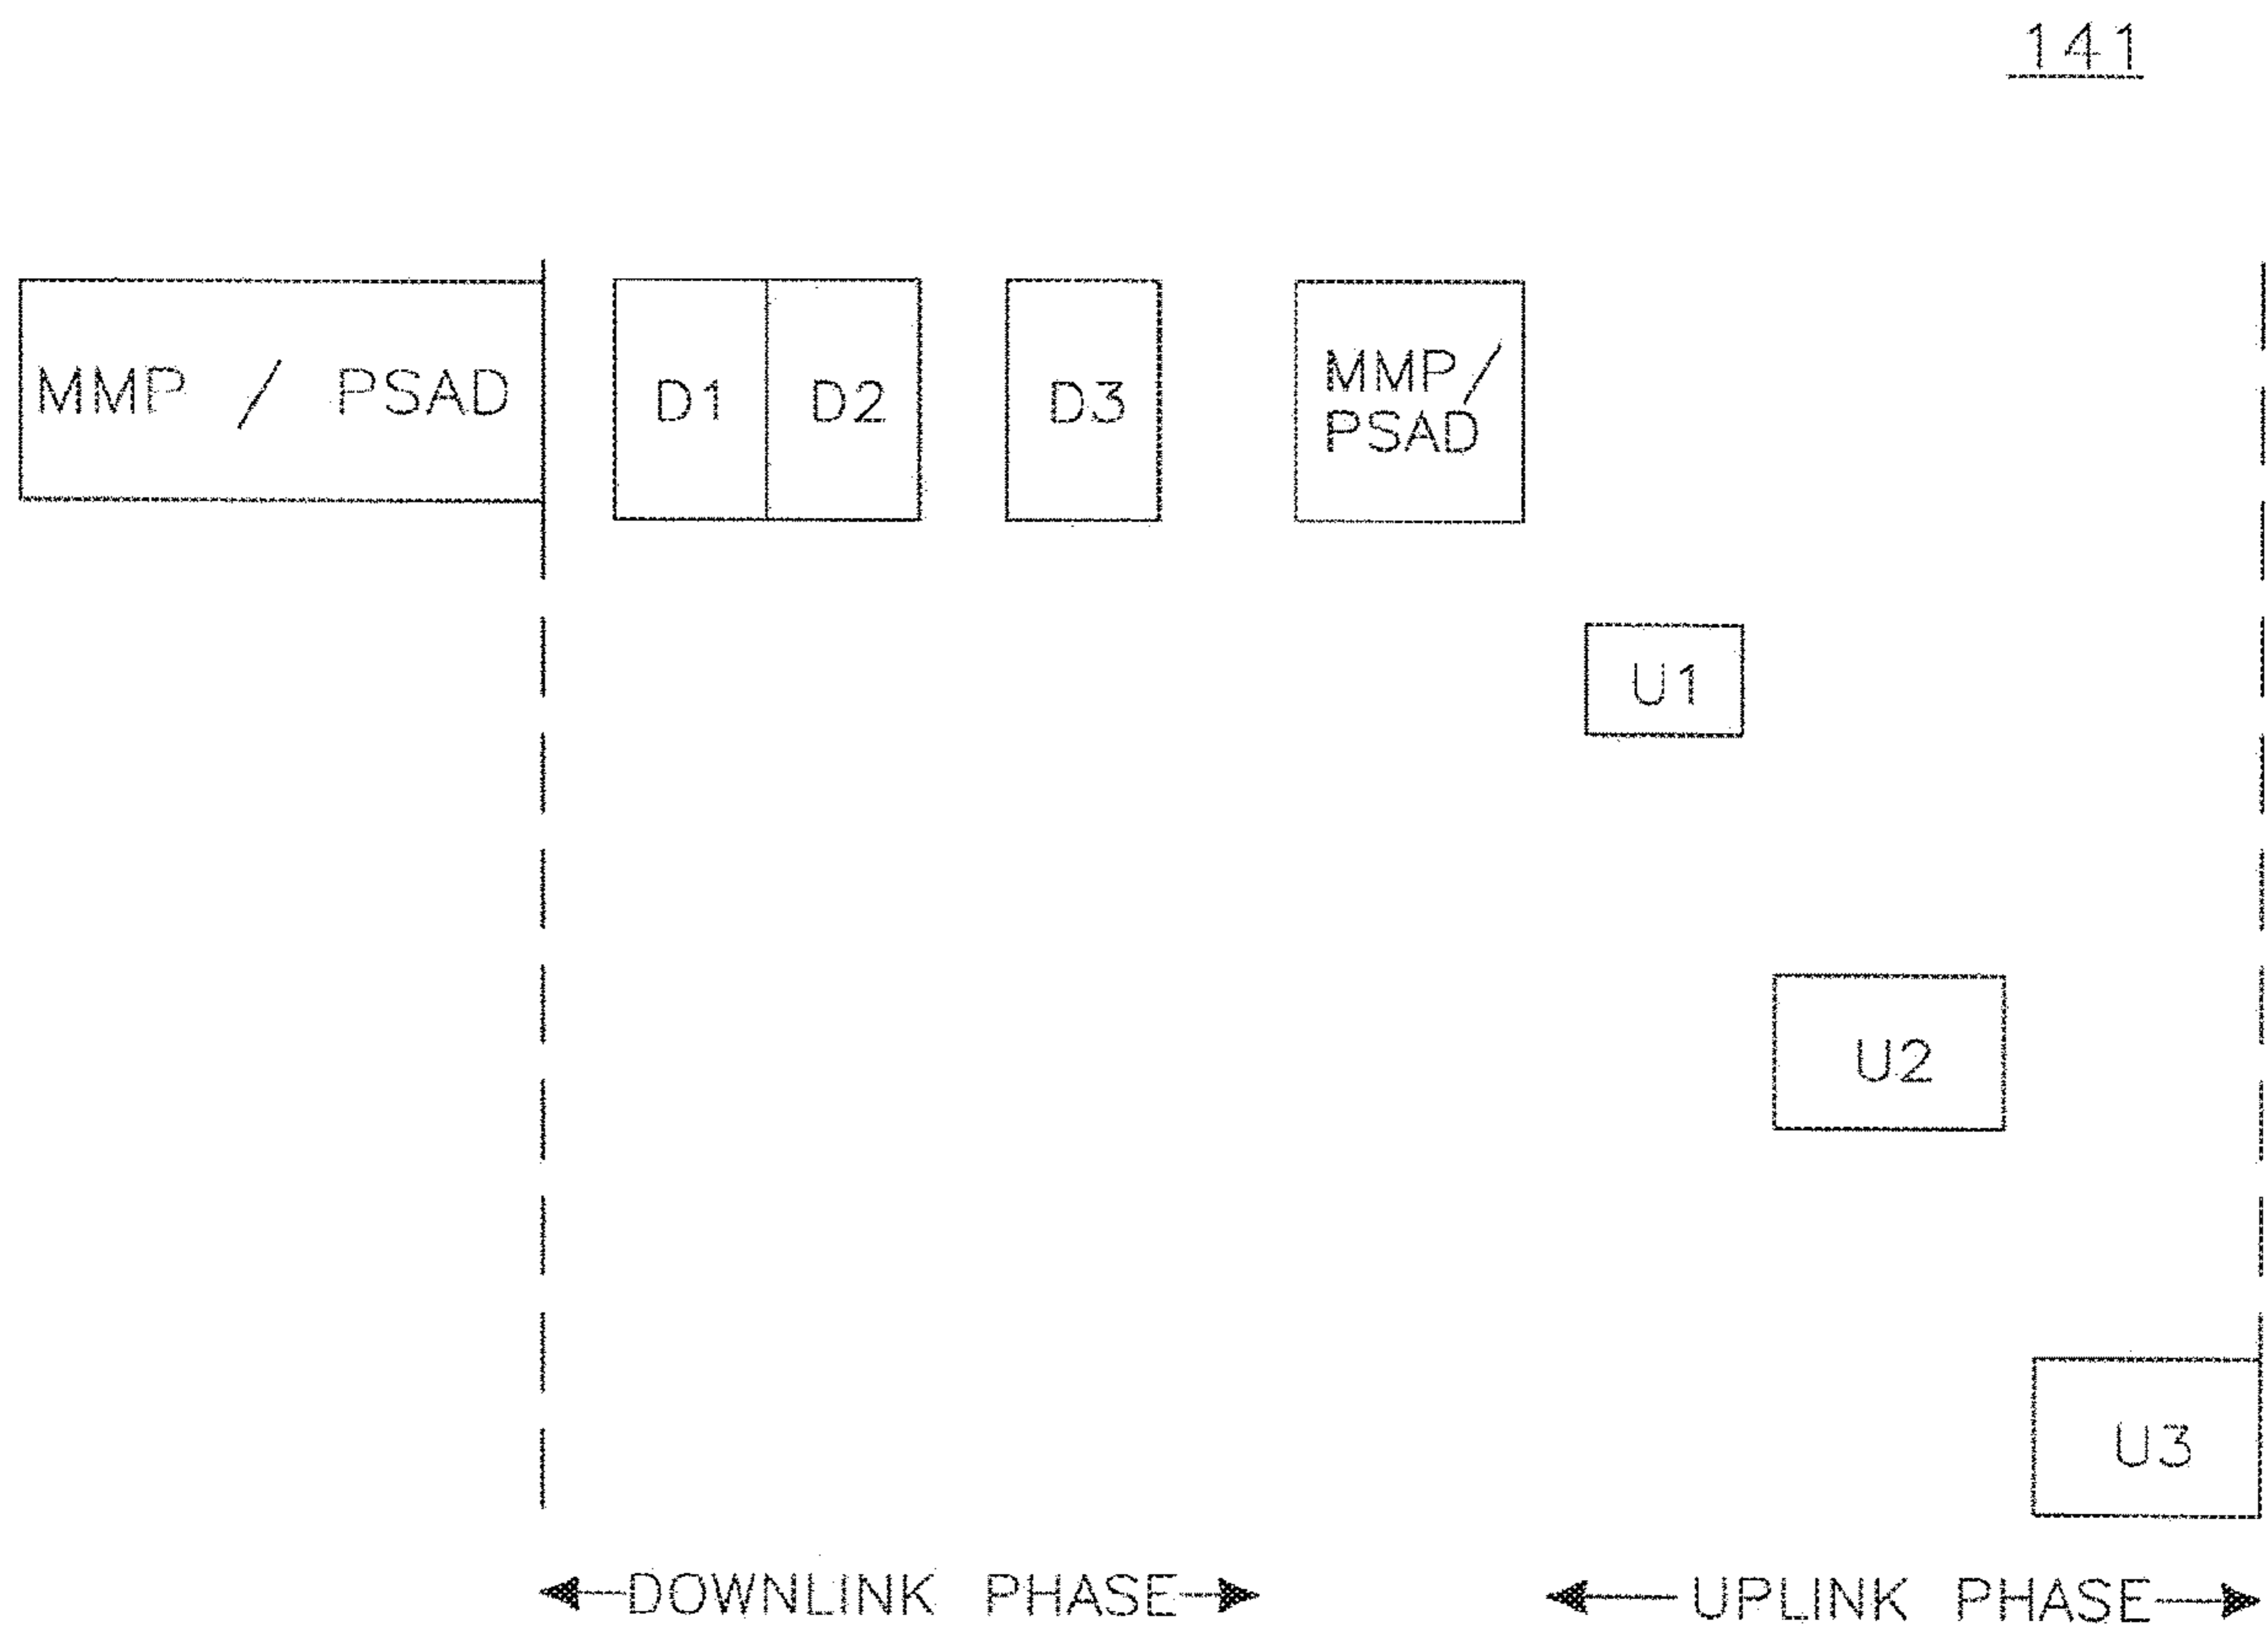 141
MMP / PSAD
D1
D2
D3
MMP/
PSAD
U1
U2
U3
DOWNLINK PHASE
UPLINK PHASE